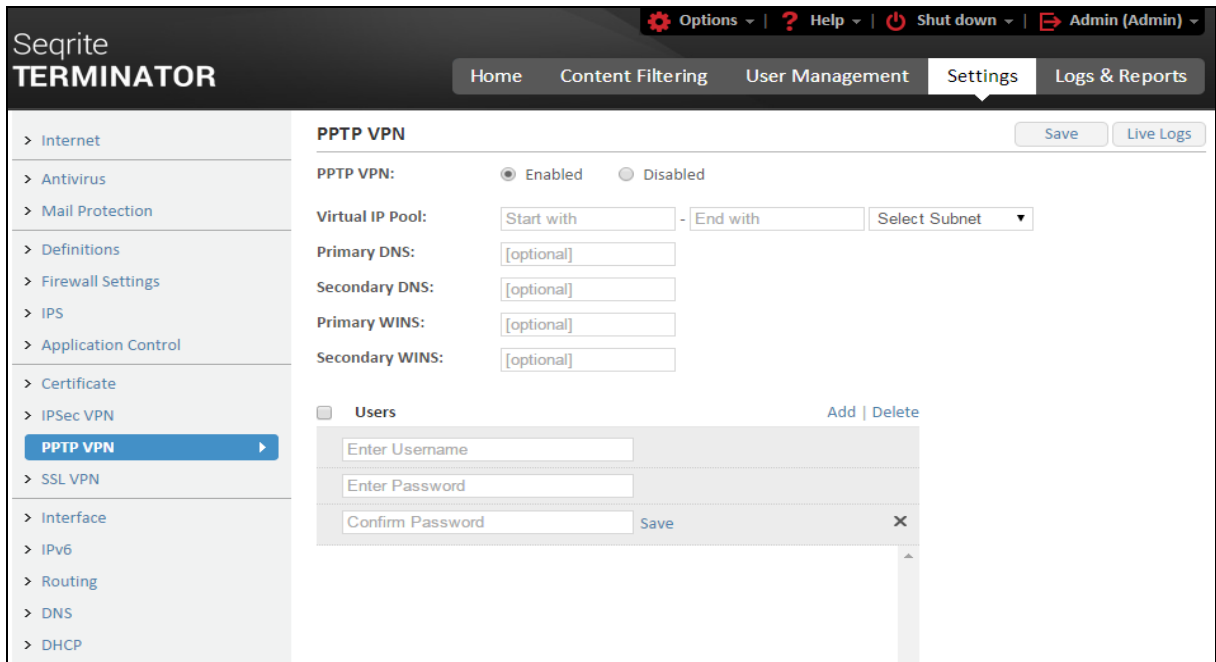 Options | Help | Shut down | Admin (Admin)
Seqrite
TERMINATOR
Home Content Filtering User Management Settings Logs & Reports
> Internet
> Antivirus
> Mail Protection
> Definitions
> Firewall Settings
> IPS
> Application Control
> Certificate
> IPSec VPN
PPTP VPN
> SSL VPN
> Interface
> IPv6
> Routing
> DNS
> DHCP
PPTP VPN Save Live Logs
PPTP VPN: Enabled Disabled
Virtual IP Pool: Start with - End with Select Subnet
Primary DNS: [optional]
Secondary DNS: [optional]
Primary WINS: [optional]
Secondary WINS: [optional]
Users Add | Delete
Enter Username
Enter Password
Confirm Password Save X